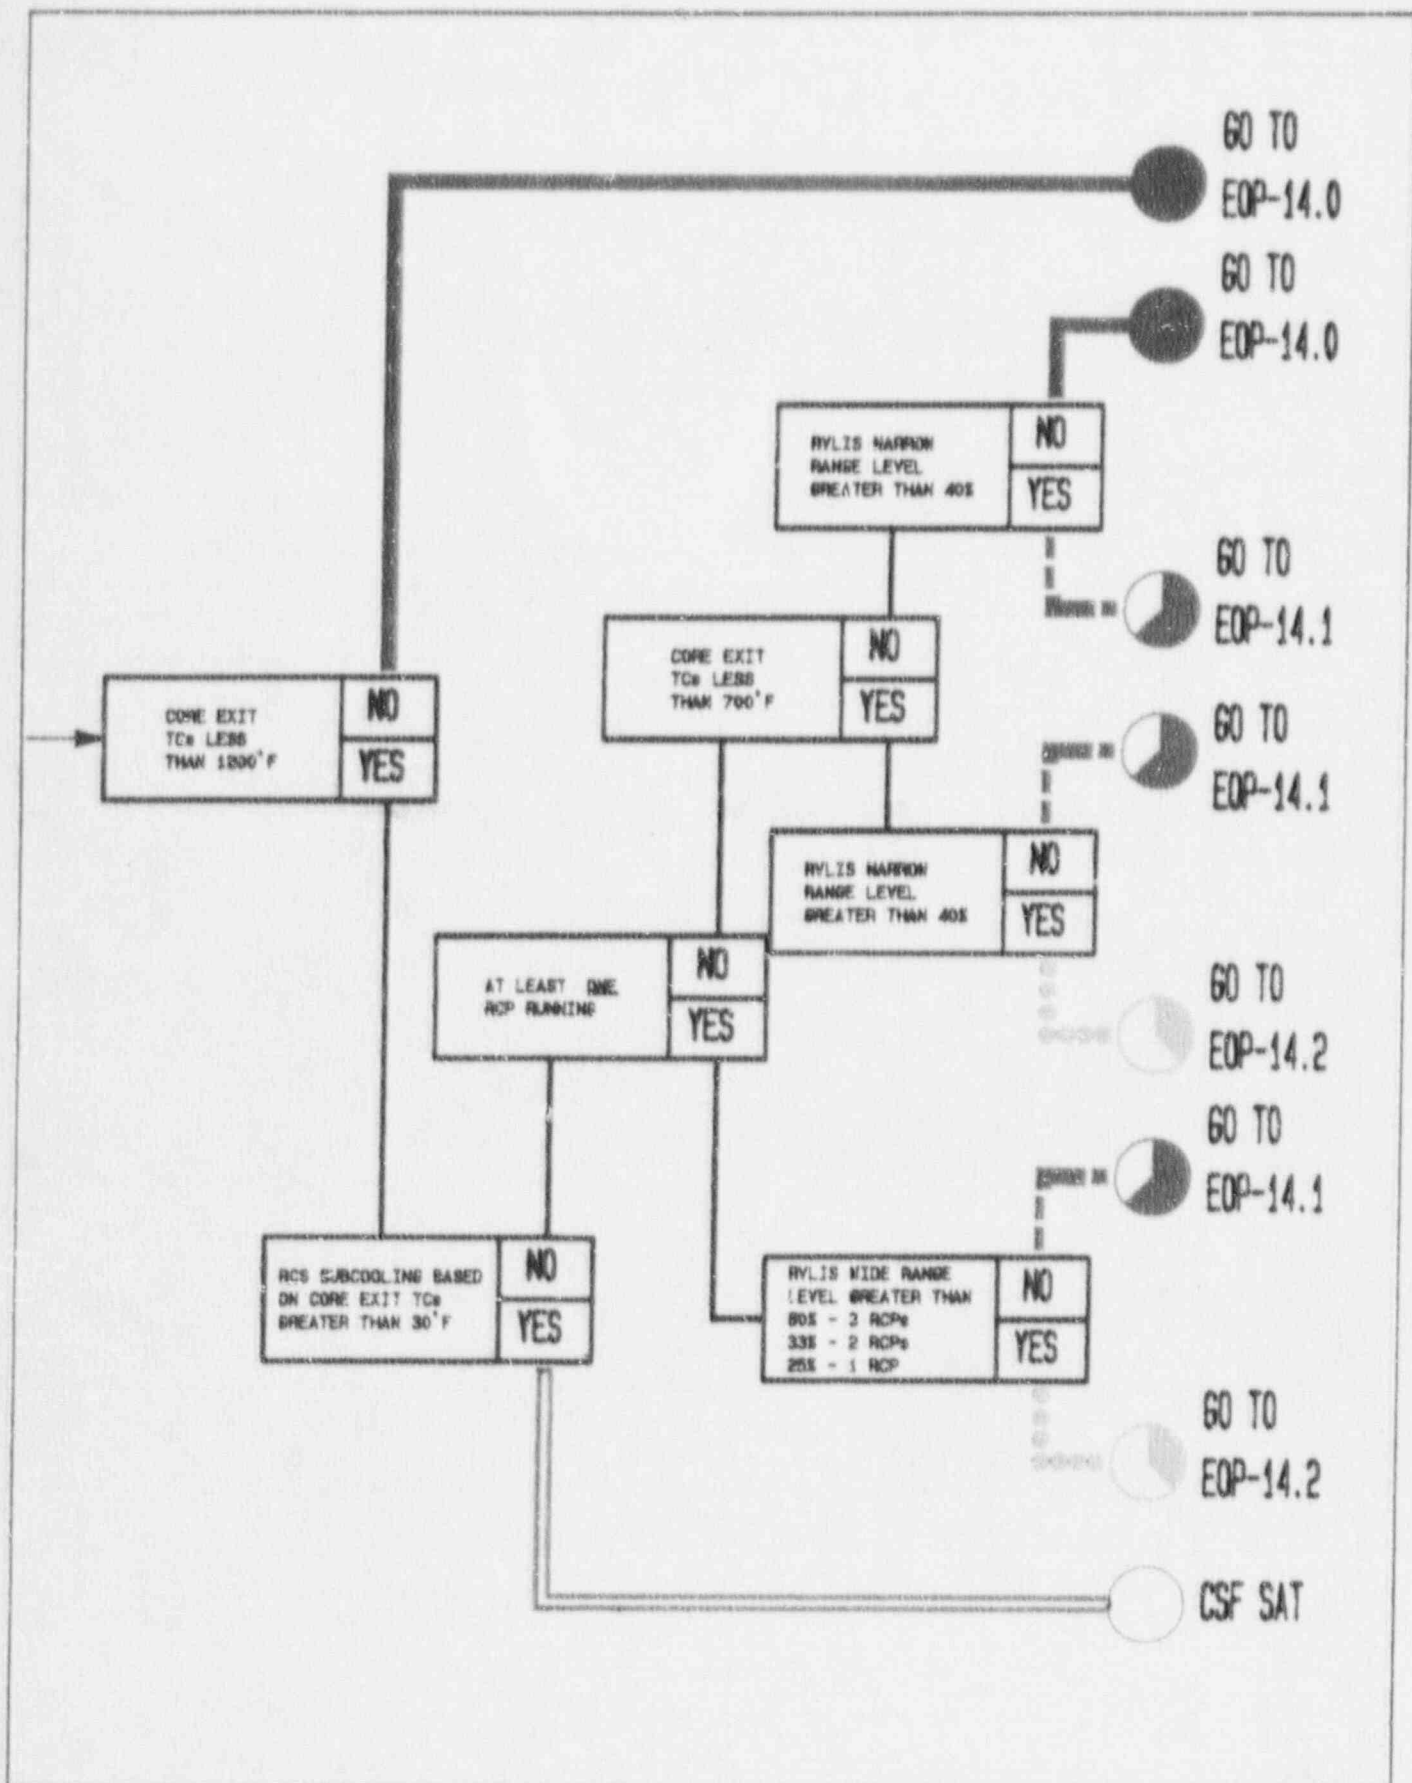 GO TO
EOP-14.0
GO TO
EOP-14.0
RVLIS NARROW
RANGE LEVEL
GREATER THAN 40%
NO
YES
GO TO
EOP-14.1
CORE EXIT
TCs LESS
THAN 700°F
NO
YES
CORE EXIT
TCs LESS
THAN 1200°F
NO
YES
GO TO
EOP-14.1
RVLIS NARROW
RANGE LEVEL
GREATER THAN 40%
NO
YES
AT LEAST ONE
RCP RUNNING
NO
YES
GO TO
EOP-14.2
GO TO
EOP-14.1
RCS SUBCOOLING BASED
ON CORE EXIT TCs
GREATER THAN 30°F
NO
YES
RVLIS WIDE RANGE
LEVEL GREATER THAN
- 3 RCPs
33% - 2 RCPs
25% - 1 RCP
NO
YES
GO TO
EOP-14.2
CSF SAT